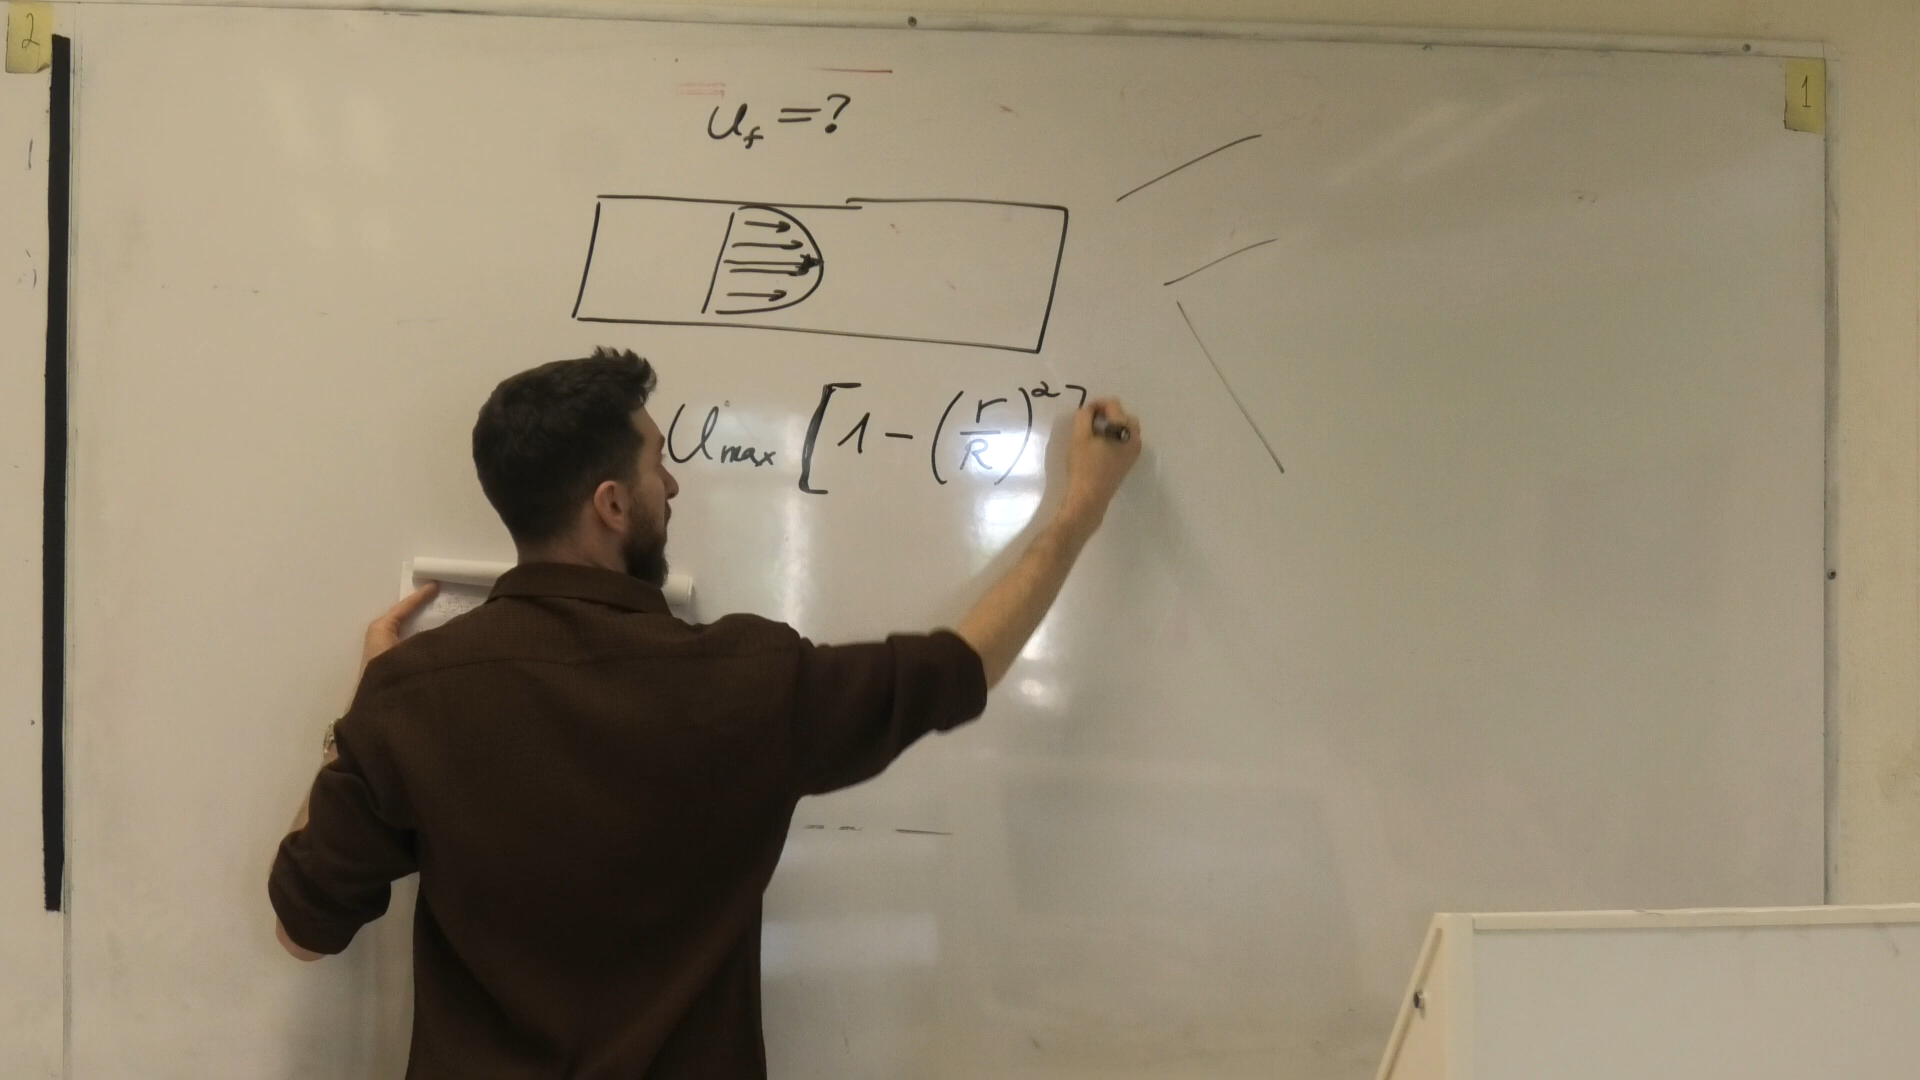 2
1
u_f = ?
U_max [1 - (r/R)^2]